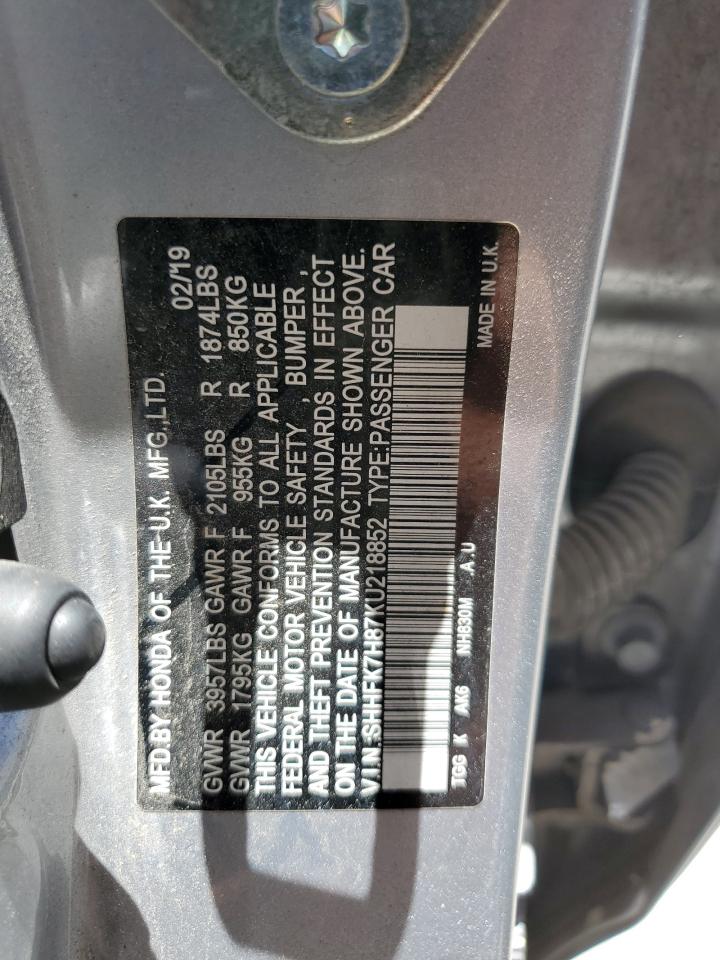 MFD.BY HONDA OF THE U.K. MFG.,LTD. 02/19
GVWR 3957LBS GAWR F 2105LBS R 1874LBS
GVWR 1795KG GAWR F 955KG R 850KG
THIS VEHICLE CONFORMS TO ALL APPLICABLE
FEDERAL MOTOR VEHICLE SAFETY , BUMPER ,
AND THEFT PREVENTION STANDARDS IN EFFECT
ON THE DATE OF MANUFACTURE SHOWN ABOVE.
V.I.N.:SHHFK7H87KU218852 TYPE:PASSENGER CAR
TGG K AK6 NH830M A.U MADE IN U.K.